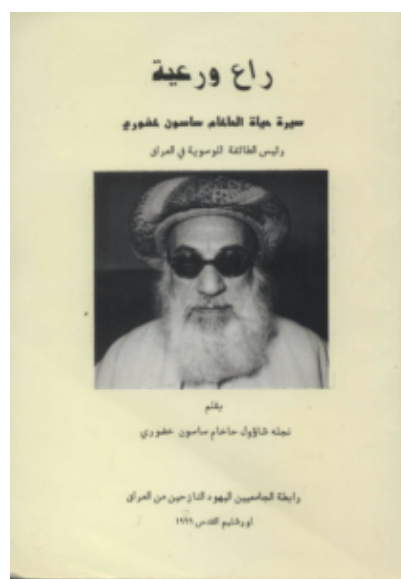 راع ورعية
سيرة حياة الحاخام ساسون خضوري
رئيس الطائفة الموسوية في العراق
بقلم
نجله شاؤول حاخام ساسون خضوري
رابطة الجامعيين اليهود النازحين من العراق
اورشليم القدس ١٩٩٩